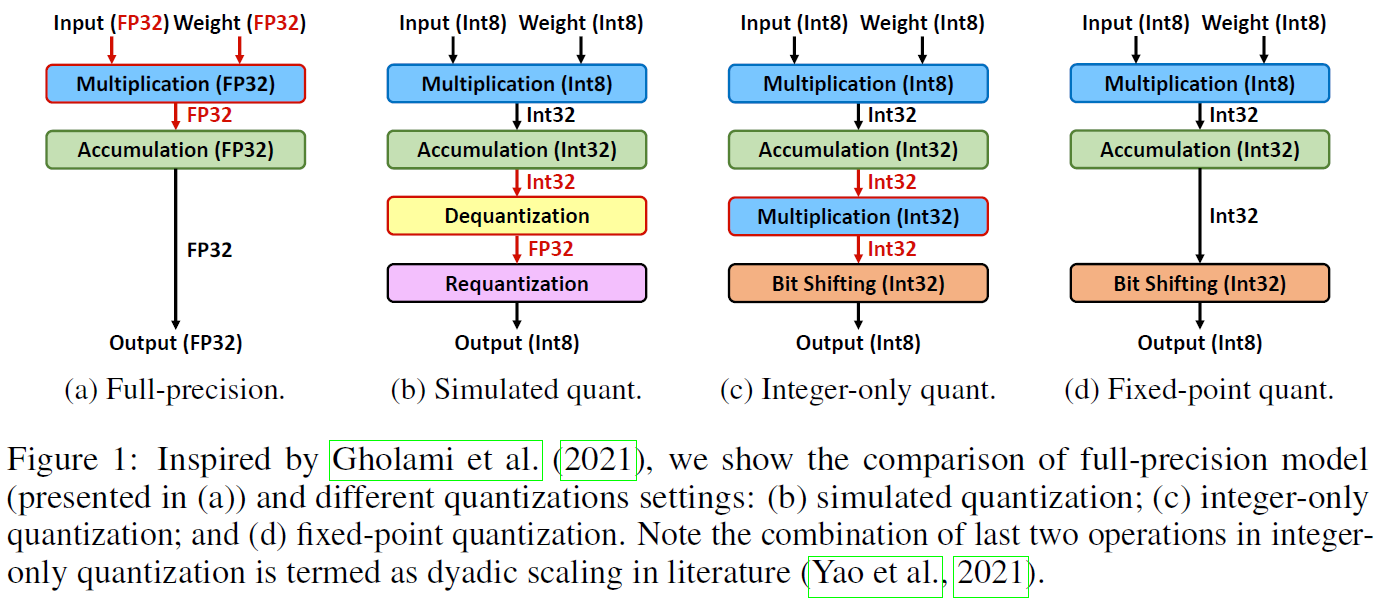 Input (FP32) Weight (FP32)
Multiplication (FP32)
FP32
Accumulation (FP32)
FP32
Output (FP32)
(a) Full-precision.
Input (Int8) Weight (Int8)
Multiplication (Int8)
Int32
Accumulation (Int32)
Int32
Dequantization
FP32
Requantization
Output (Int8)
(b) Simulated quant.
Input (Int8) Weight (Int8)
Multiplication (Int8)
Int32
Accumulation (Int32)
Int32
Multiplication (Int32)
Int32
Bit Shifting (Int32)
Output (Int8)
(c) Integer-only quant.
Input (Int8) Weight (Int8)
Multiplication (Int8)
Int32
Accumulation (Int32)
Int32
Bit Shifting (Int32)
Output (Int8)
(d) Fixed-point quant.
Figure 1: Inspired by Gholami et al. (2021), we show the comparison of full-precision model
(presented in (a)) and different quantizations settings: (b) simulated quantization; (c) integer-only
quantization; and (d) fixed-point quantization. Note the combination of last two operations in integer-
only quantization is termed as dyadic scaling in literature (Yao et al., 2021).